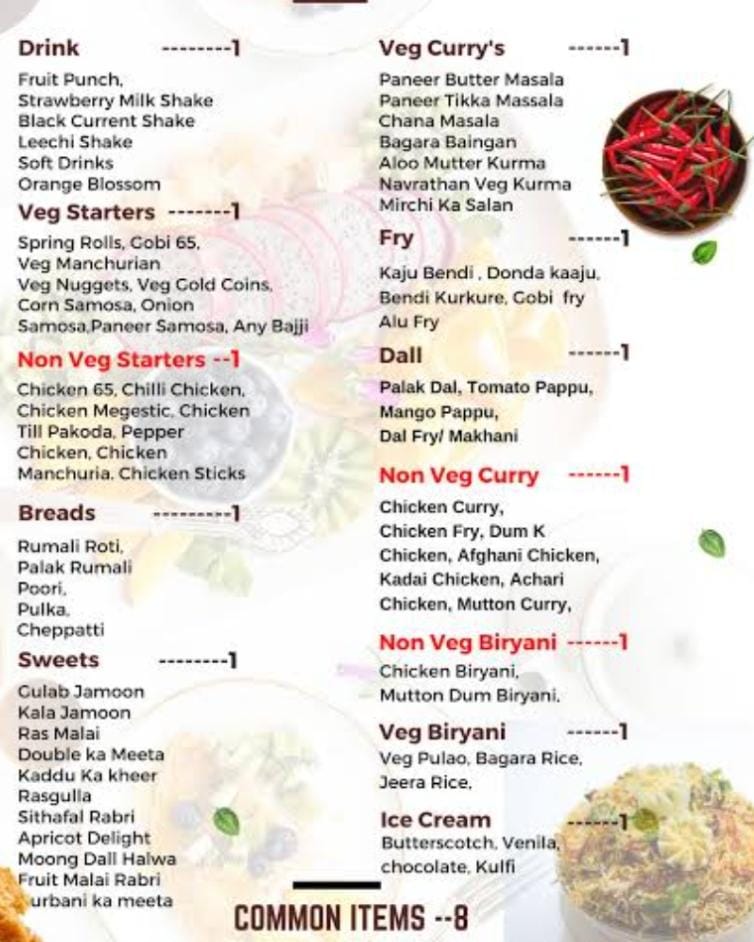 Drink --------1
Fruit Punch,
Strawberry Milk Shake
Black Current Shake
Leechi Shake
Soft Drinks
Orange Blossom
Veg Starters -------1
Spring Rolls, Gobi 65,
Veg Manchurian
Veg Nuggets, Veg Gold Coins,
Corn Samosa, Onion
Samosa,Paneer Samosa, Any Bajji
Non Veg Starters --1
Chicken 65, Chilli Chicken,
Chicken Megestic, Chicken
Till Pakoda, Pepper
Chicken, Chicken
Manchuria. Chicken Sticks
Breads ---------1
Rumali Roti,
Palak Rumali
Poori,
Pulka,
Cheppatti
Sweets --------1
Gulab Jamoon
Kala Jamoon
Ras Malai
Double ka Meeta
Kaddu Ka kheer
Rasgulla
Sithafal Rabri
Apricot Delight
Moong Dall Halwa
Fruit Malai Rabri
urbani ka meeta
Veg Curry's ------1
Paneer Butter Masala
Paneer Tikka Massala
Chana Masala
Bagara Baingan
Aloo Mutter Kurma
Navrathan Veg Kurma
Mirchi Ka Salan
Fry ------1
Kaju Bendi , Donda kaaju,
Bendi Kurkure, Gobi fry
Alu Fry
Dall ------1
Palak Dal, Tomato Pappu,
Mango Pappu,
Dal Fry/ Makhani
Non Veg Curry ------1
Chicken Curry,
Chicken Fry, Dum K
Chicken, Afghani Chicken,
Kadai Chicken, Achari
Chicken, Mutton Curry,
Non Veg Biryani ------1
Chicken Biryani,
Mutton Dum Biryani,
Veg Biryani ------1
Veg Pulao, Bagara Rice,
Jeera Rice,
Ice Cream ------1
Butterscotch, Venila,
chocolate, Kulfi
COMMON ITEMS --8